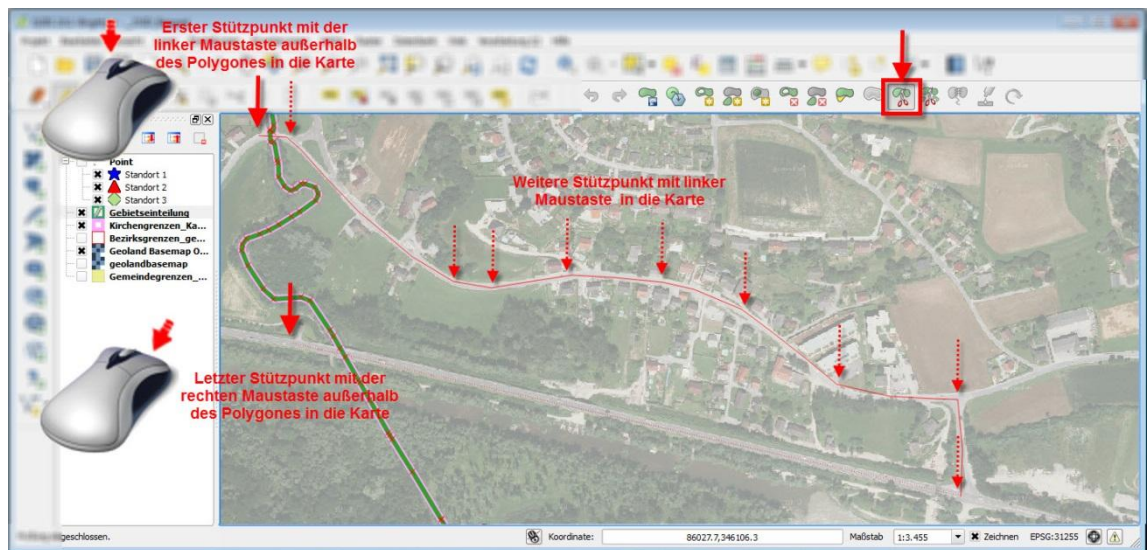 Erster Stützpunkt mit der
linker Maustaste außerhalb
des Polygones in die Karte
Point
Standort 1
Standort 2
Standort 3
Gebietseinteilung
Kirchengrenzen_Ka...
Bezirksgrenzen_ge...
Geoland Basemap O...
geolandbasemap
Gemeindegrenzen_...
Weitere Stützpunkt mit linker
Maustaste in die Karte
Letzter Stützpunkt mit der
rechten Maustaste außerhalb
des Polygones in die Karte
geschlossen.
Koordinate:
86027.7,346106.3
Maßstab
1:3.455
Zeichnen
EPSG:31255